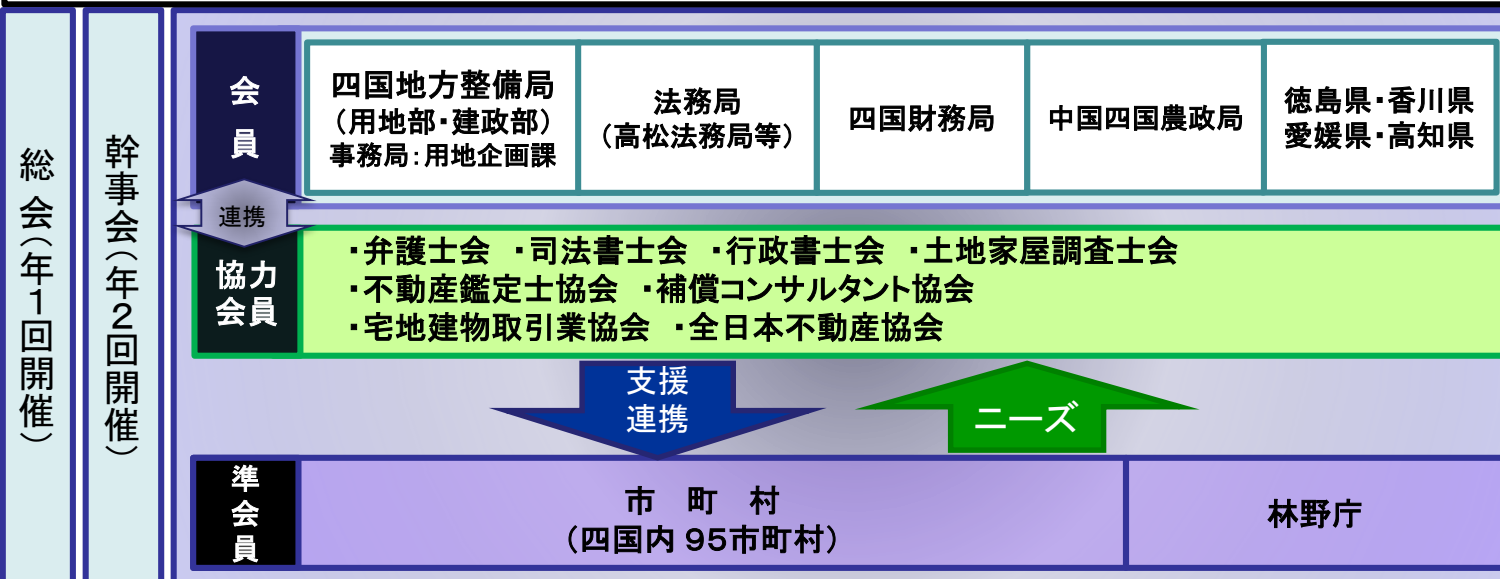 総会（年１回開催）
幹事会（年２回開催）
会員
四国地方整備局
（用地部・建政部）
事務局：用地企画課
法務局
（高松法務局等）
四国財務局
中国四国農政局
徳島県・香川県
愛媛県・高知県
連携
協力
会員
・弁護士会 ・司法書士会 ・行政書士会 ・土地家屋調査士会
・不動産鑑定士協会 ・補償コンサルタント協会
・宅地建物取引業協会 ・全日本不動産協会
支援
連携
ニーズ
準会員
市 町 村
（四国内 95市町村）
林野庁